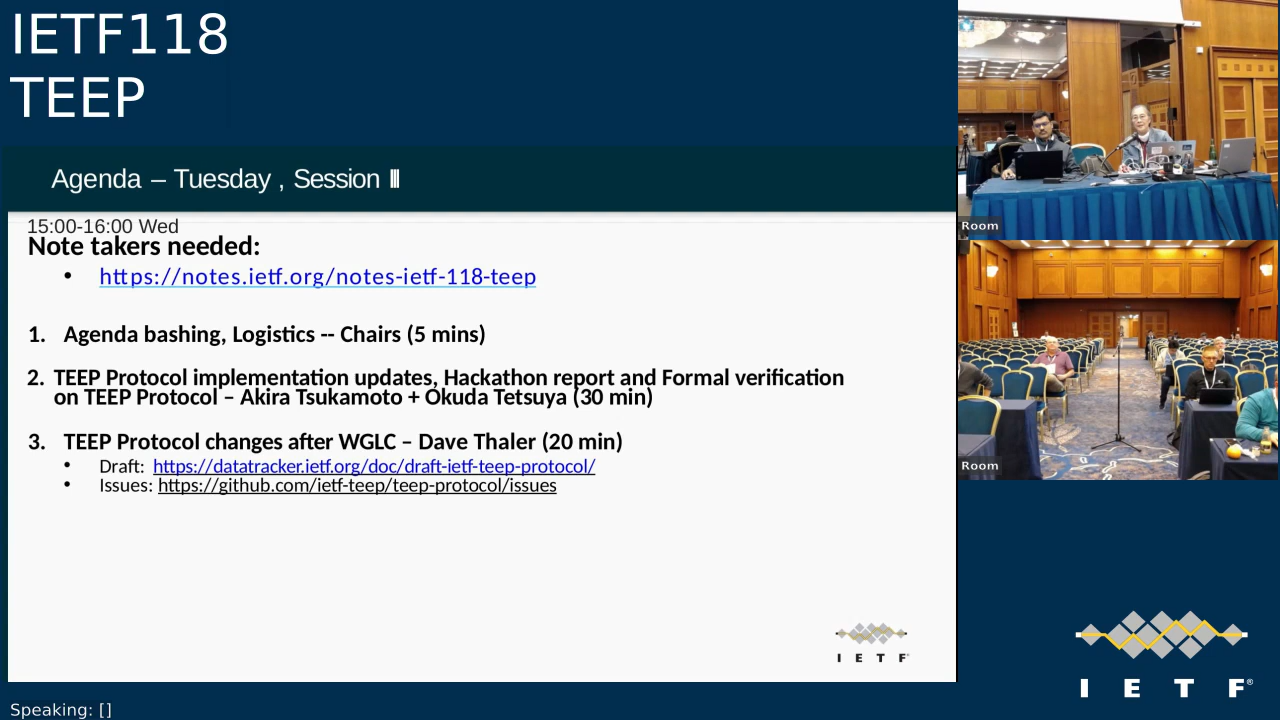 IETF118
TEEP
Agenda – Tuesday , Session III
15:00-16:00 Wed
Note takers needed:
• https://notes.ietf.org/notes-ietf-118-teep
1. Agenda bashing, Logistics -- Chairs (5 mins)
2. TEEP Protocol implementation updates, Hackathon report and Formal verification
on TEEP Protocol – Akira Tsukamoto + Okuda Tetsuya (30 min)
3. TEEP Protocol changes after WGLC – Dave Thaler (20 min)
• Draft: https://datatracker.ietf.org/doc/draft-ietf-teep-protocol/
• Issues: https://github.com/ietf-teep/teep-protocol/issues
I E T F®
Speaking: []
Room
Room
I E T F®